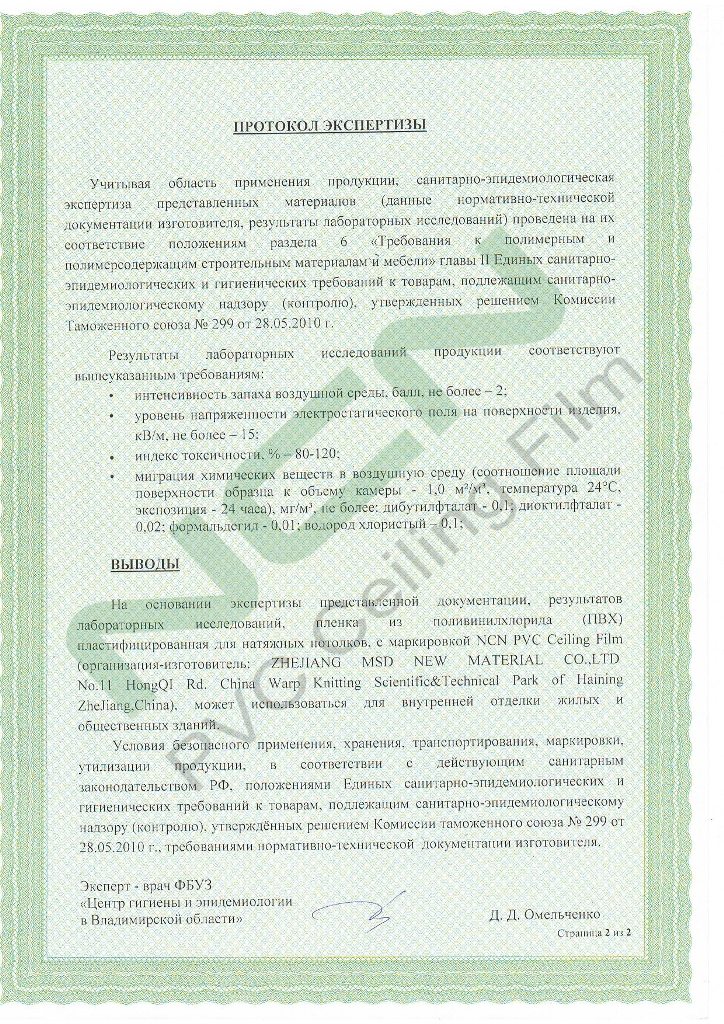 ПРОТОКОЛ ЭКСПЕРТИЗЫ
Учитывая область применения продукции, санитарно-эпидемиологическая
экспертиза представленных материалов (данные нормативно-технической
документации изготовителя, результаты лабораторных исследований) проведена на их
соответствие положениям раздела 6 «Требования к полимерным и
полимерсодержащим строительным материалам и мебели» главы II Единых санитарно-
эпидемиологических и гигиенических требований к товарам, подлежащим санитарно-
эпидемиологическому надзору (контролю), утвержденных решением Комиссии
Таможенного союза № 299 от 28.05.2010 г.
Результаты лабораторных исследований продукции соответствуют
вышеуказанным требованиям:
• интенсивность запаха воздушной среды, балл, не более – 2;
• уровень напряженности электростатического поля на поверхности изделия,
кВ/м, не более – 15;
• индекс токсичности, % – 80-120;
• миграция химических веществ в воздушную среду (соотношение площади
поверхности образца к объему камеры - 1,0 м²/м³, температура 24°С,
экспозиция - 24 часа), мг/м³, не более: дибутилфталат - 0,1; диоктилфталат -
0,02; формальдегид - 0,01; водород хлористый – 0,1;
ВЫВОДЫ
На основании экспертизы представленной документации, результатов
лабораторных исследований, пленка из поливинилхлорида (ПВХ)
пластифицированная для натяжных потолков, с маркировкой NCN PVC Ceiling Film
(организация-изготовитель: ZHEJIANG MSD NEW MATERIAL CO.,LTD
No.11 HongQI Rd. China Warp Knitting Scientific&Technical Park of Haining
ZheJiang,China), может использоваться для внутренней отделки жилых и
общественных зданий.
Условия безопасного применения, хранения, транспортирования, маркировки,
утилизации продукции, в соответствии с действующим санитарным
законодательством РФ, положениями Единых санитарно-эпидемиологических и
гигиенических требований к товарам, подлежащим санитарно-эпидемиологическому
надзору (контролю), утверждённых решением Комиссии таможенного союза № 299 от
28.05.2010 г., требованиями нормативно-технической документации изготовителя.
Эксперт - врач ФБУЗ
«Центр гигиены и эпидемиологии
в Владимирской области»
Д. Д. Омельченко
Страница 2 из 2
NCN
PVC Ceiling Film